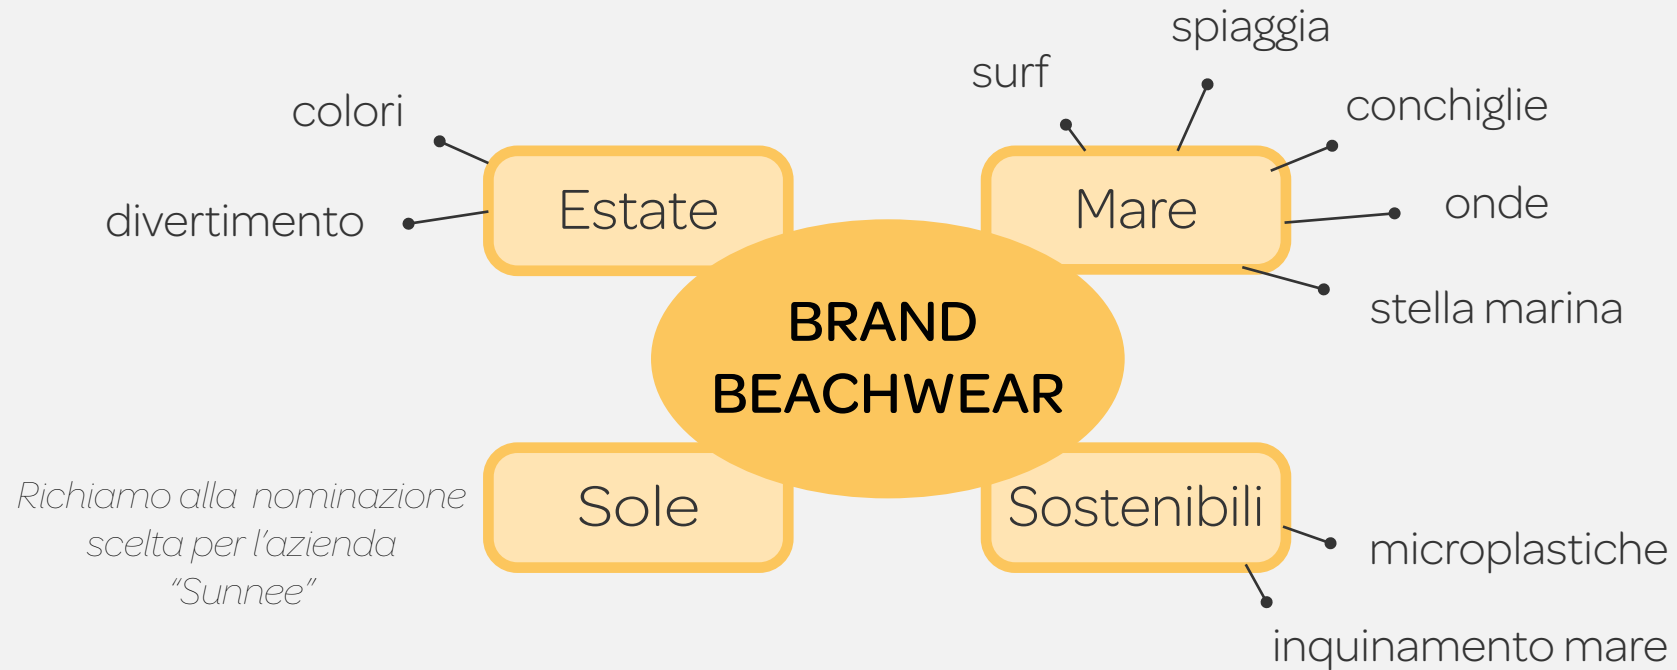 spiaggia
surf
colori
conchiglie
Estate
Mare
onde
divertimento
stella marina
BRAND
BEACHWEAR
Richiamo alla nominazione
scelta per l'azienda
"Sunnee"
Sole
Sostenibili
microplastiche
inquinamento mare